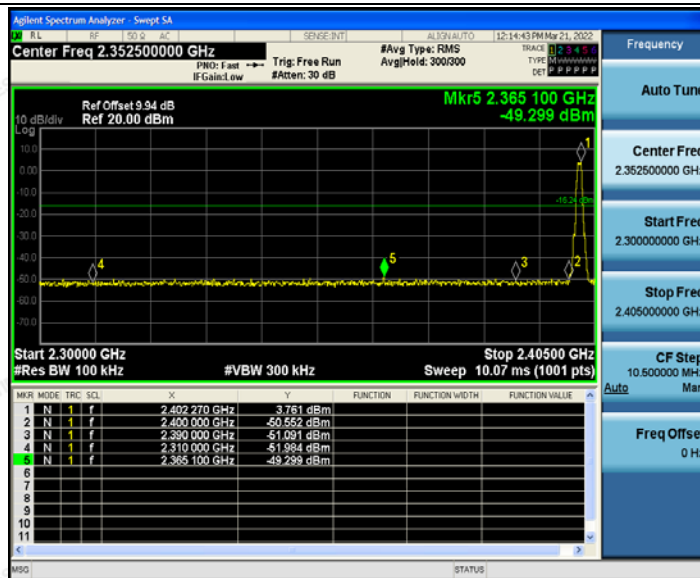 Agilent Spectrum Analyzer - Swept SA
RL RF 50 Ω AC SENSE:INT ALIGN AUTO 12:14:43 PM Mar 21, 2022
Center Freq 2.352500000 GHz
PNO: Fast
IFGain:Low
Trig: Free Run
#Atten: 30 dB
#Avg Type: RMS
Avg|Hold: 300/300
TRACE 1 2 3 4 5 6
TYPE M W W W W W
DET P P P P P P
Ref Offset 9.94 dB
Ref 20.00 dBm
10 dB/div
Log
Mkr5 2.365 100 GHz
-49.299 dBm
10.0
0.00
-10.0
-20.0
-30.0
-40.0
-50.0
-60.0
-70.0
1
4
5
3
2
Start 2.30000 GHz
Stop 2.40500 GHz
#Res BW 100 kHz
#VBW 300 kHz
Sweep 10.07 ms (1001 pts)
MKR MODE TRC SCL X Y FUNCTION FUNCTION WIDTH FUNCTION VALUE
1 N 1 f 2.402 270 GHz 3.761 dBm
2 N 1 f 2.400 000 GHz -50.552 dBm
3 N 1 f 2.390 000 GHz -51.091 dBm
4 N 1 f 2.310 000 GHz -51.984 dBm
5 N 1 f 2.365 100 GHz -49.299 dBm
6
7
8
9
10
11
MSG
STATUS
Frequency
Auto Tune
Center Freq
2.352500000 GHz
Start Freq
2.300000000 GHz
Stop Freq
2.405000000 GHz
CF Step
10.500000 MHz
Auto Man
Freq Offset
0 Hz